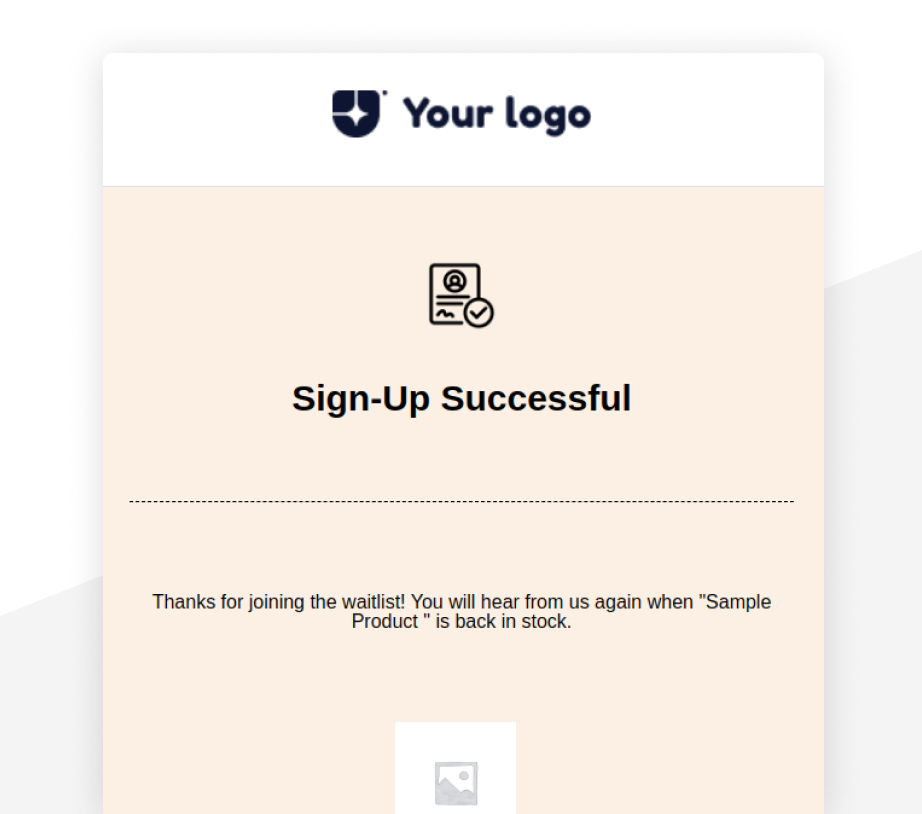 Your logo
Sign-Up Successful
Thanks for joining the waitlist! You will hear from us again when "Sample
Product " is back in stock.